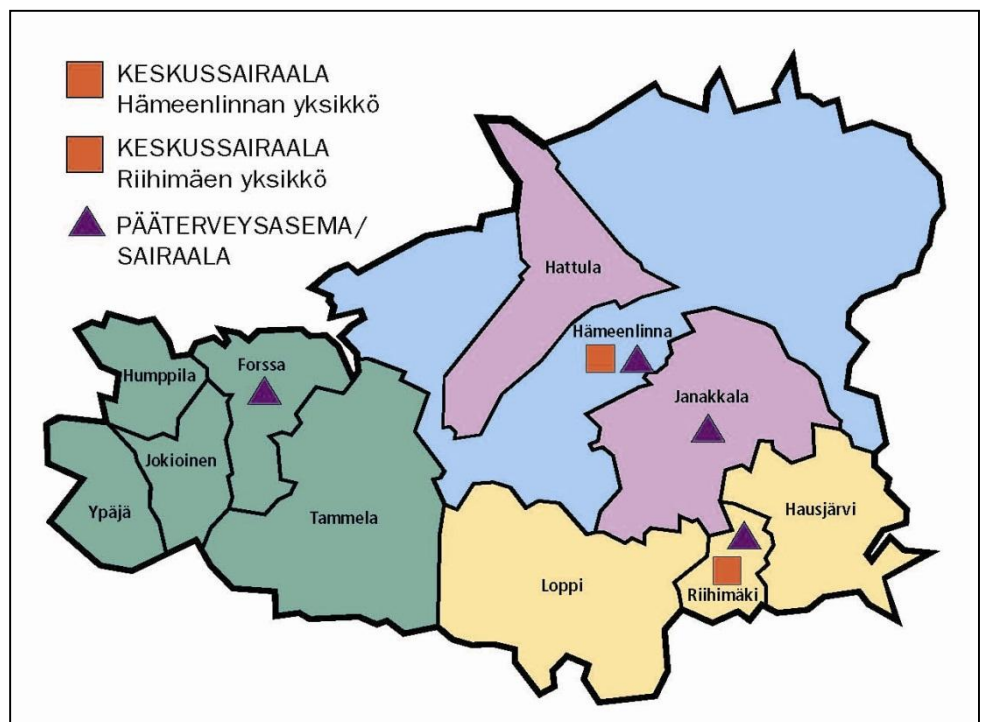 KESKUSSAIRAALA
Hämeenlinnan yksikkö
KESKUSSAIRAALA
Riihimäen yksikkö
PÄÄTERVEYSASEMA/
SAIRAALA
Hattula
Hämeenlinna
Forssa
Humppila
Janakkala
Jokioinen
Ypäjä
Tammela
Hausjärvi
Loppi
Riihimäki